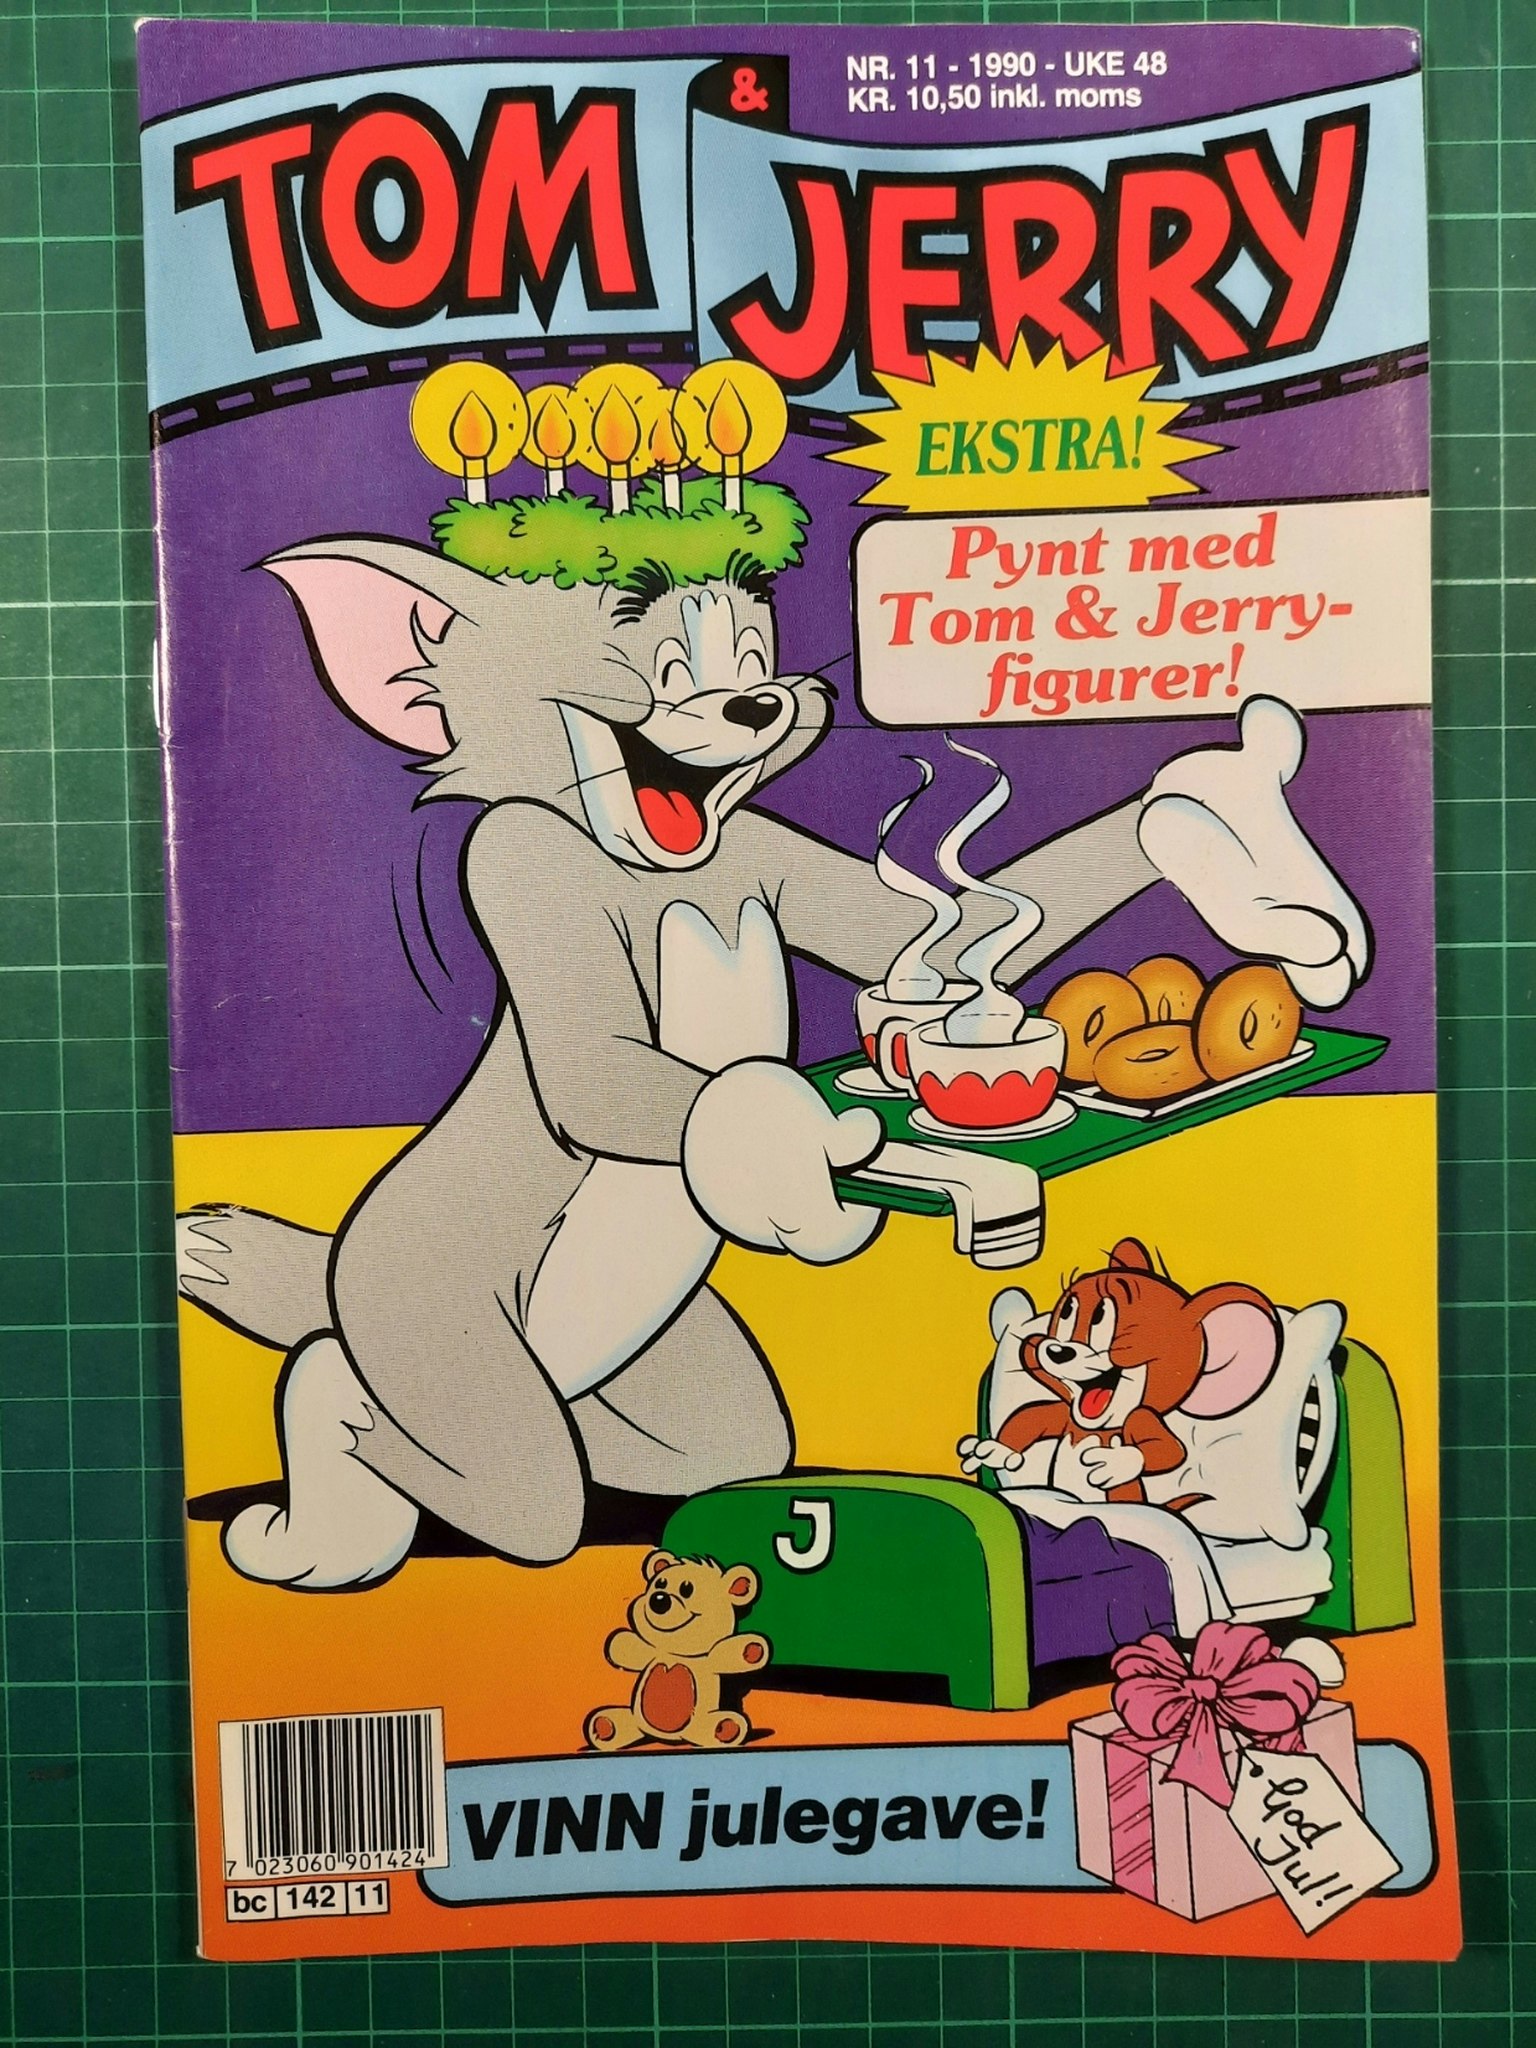 NR. 11 - 1990 - UKE 48
KR. 10,50 inkl. moms
TOM & JERRY
EKSTRA!
Pynt med
Tom & Jerry-
figurer!
J
VINN julegave!
God
Jul!!
7 023060 901424
bc 142 11